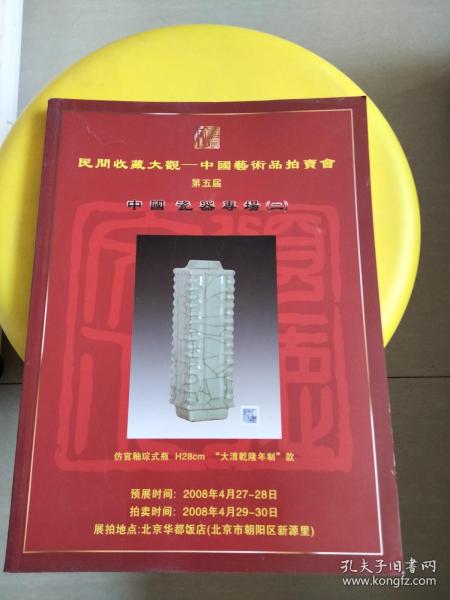 民間收藏大觀—中國藝術品拍賣會
第五届
中國 瓷器專場(二)
仿官釉琮式瓶 H28cm “大清乾隆年制”款
预展时间：2008年4月27-28日
拍卖时间：2008年4月29-30日
展拍地点:北京华都饭店(北京市朝阳区新源里)
孔夫子旧书网
www.kongfz.com